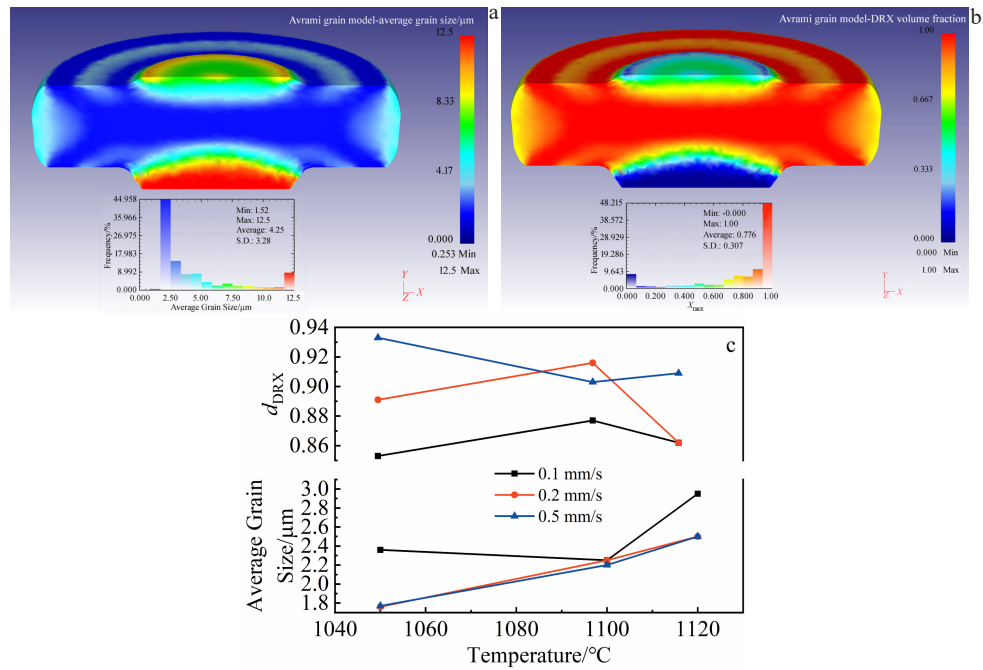 Avrami grain model-average grain size/μm
a
12.5
8.33
4.17
0.000
0.253 Min
12.5 Max
44.958
35.966
26.975
17.983
8.992
0.000
Frequency/%
Min: 1.52
Max: 12.5
Average: 4.25
S.D.: 3.28
0.000 2.50 5.00 7.50 10.0 12.5
Average Grain Size/μm
Y
Z X
Avrami grain model-DRX volume fraction
b
1.00
0.667
0.333
0.000
0.000 Min
1.00 Max
48.215
38.572
28.929
19.286
9.643
0.000
Frequency/%
Min: -0.000
Max: 1.00
Average: 0.776
S.D.: 0.307
0.000 0.200 0.400 0.600 0.800 1.00
XDRX
Y
Z X
c
0.94
0.92
0.90
0.88
0.86
dDRX
0.1 mm/s
0.2 mm/s
0.5 mm/s
3.0
2.8
2.6
2.4
2.2
2.0
1.8
Average Grain
Size/μm
1040 1060 1080 1100 1120
Temperature/°C